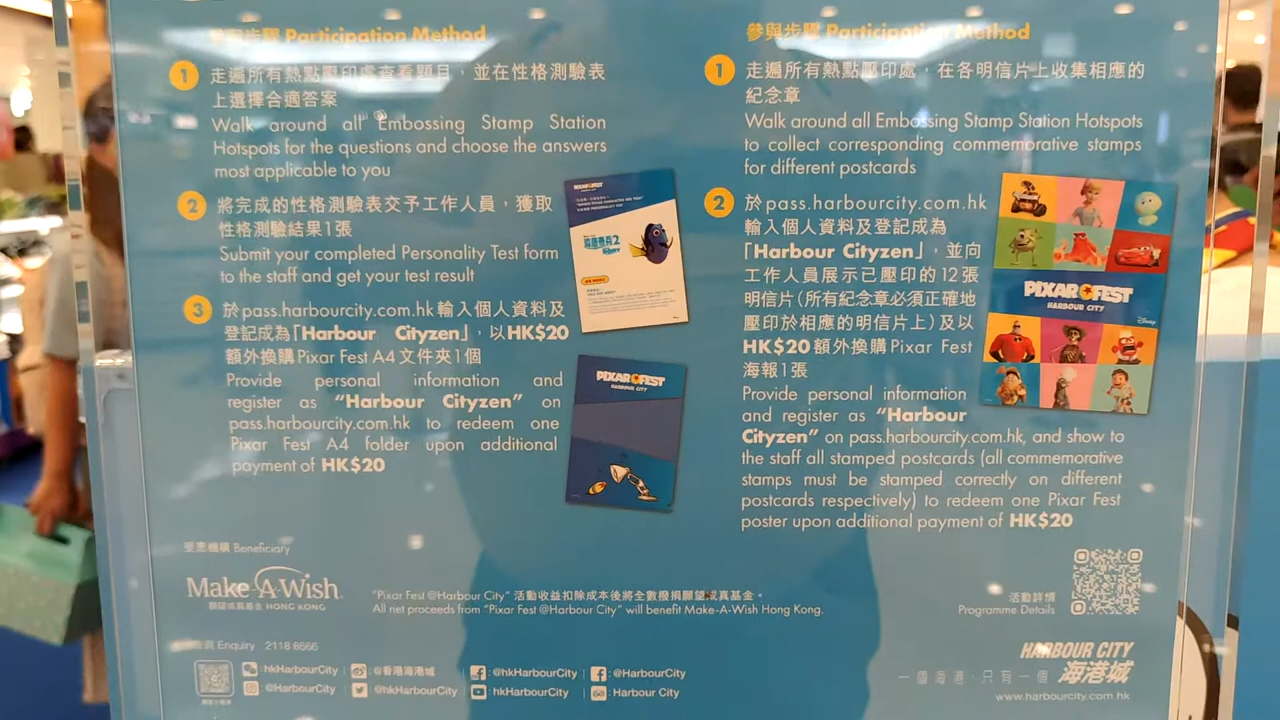 參與步驟 Participation Method
1 走遍所有熱點壓印處查看題目，並在性格測驗表
上選擇合適答案
Walk around all Embossing Stamp Station
Hotspots for the questions and choose the answers
most applicable to you
2 將完成的性格測驗表交予工作人員，獲取
性格測驗結果1張
Submit your completed Personality Test form
to the staff and get your test result
3 於pass.harbourcity.com.hk輸入個人資料及
登記成為「Harbour Cityzen」，以HK$20
額外換購Pixar Fest A4文件夾1個
Provide personal information and
register as “Harbour Cityzen” on
pass.harbourcity.com.hk to redeem one
Pixar Fest A4 folder upon additional
payment of HK$20
PIXAR FEST
2
PIXAR FEST
HARBOUR CITY
參與步驟 Participation Method
1 走遍所有熱點壓印處，在各明信片上收集相應的
紀念章
Walk around all Embossing Stamp Station Hotspots
to collect corresponding commemorative stamps
for different postcards
2 於pass.harbourcity.com.hk
輸入個人資料及登記成為
「Harbour Cityzen」，並向
工作人員展示已壓印的12張
明信片(所有紀念章必須正確地
壓印於相應的明信片上)及以
HK$20額外換購Pixar Fest
海報1張
Provide personal information
and register as “Harbour
Cityzen” on pass.harbourcity.com.hk, and show to
the staff all stamped postcards (all commemorative
stamps must be stamped correctly on different
postcards respectively) to redeem one Pixar Fest
poster upon additional payment of HK$20
PIXAR FEST
HARBOUR CITY
Disney
受惠機構 Beneficiary
Make-A-Wish
願望成真基金 HONG KONG
“Pixar Fest @Harbour City” 活動收益扣除成本後將全數撥捐願望成真基金。
All net proceeds from “Pixar Fest @Harbour City” will benefit Make-A-Wish Hong Kong.
活動詳情
Programme Details
Enquiry 2118 8666
: hkHarbourCity
: @香港海港城
: @hkHarbourCity
: @HarbourCity
: @HarbourCity
: @hkHarbourCity
: hkHarbourCity
: Harbour City
HARBOUR CITY
一個海港．只有一個 海港城
www.harbourcity.com.hk